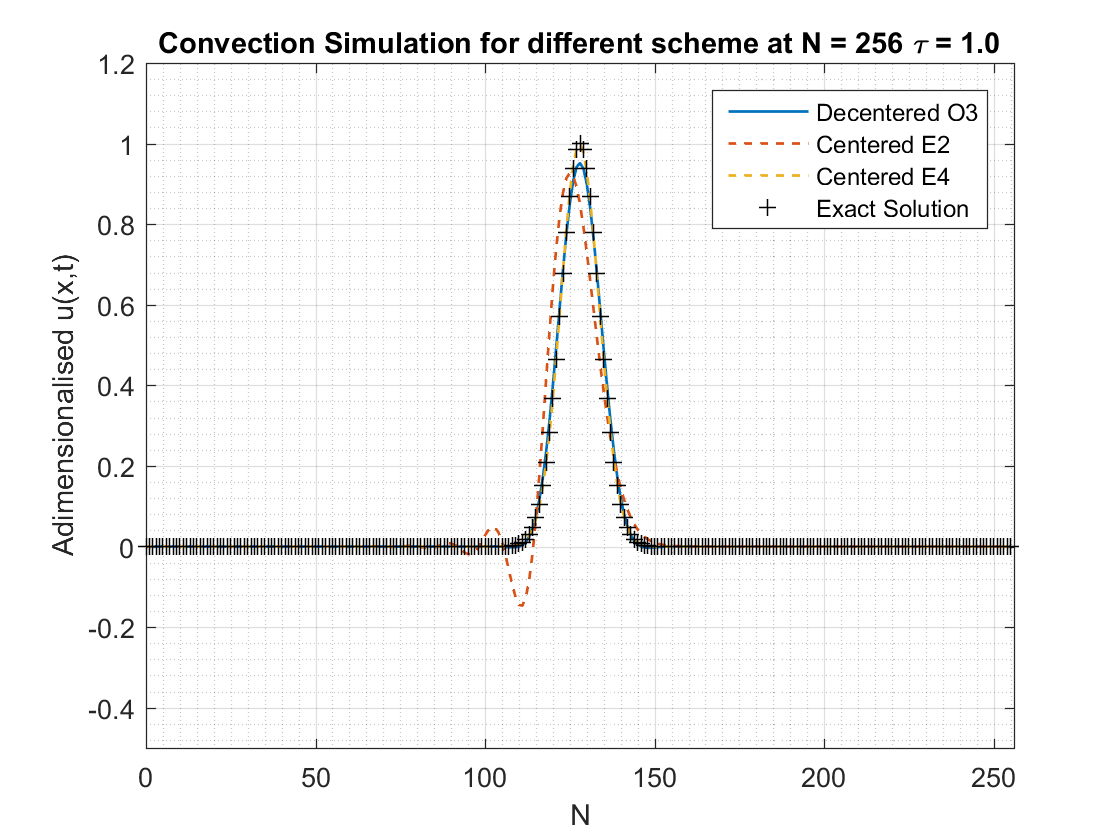 Convection Simulation for different scheme at N = 256 τ = 1.0
1.2
1
0.8
0.6
0.4
0.2
0
-0.2
-0.4
Adimensionalised u(x,t)
Decentered O3
Centered E2
Centered E4
Exact Solution
0 50 100 150 200 250
N